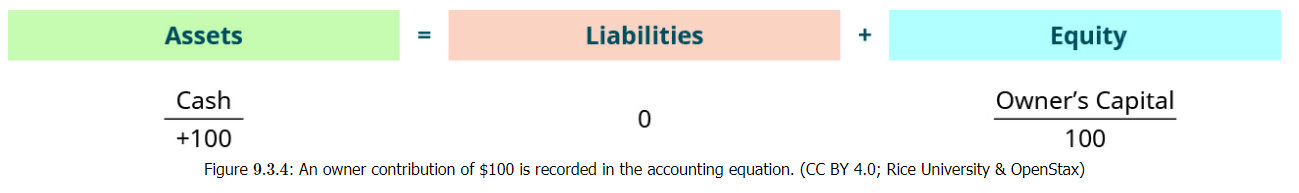 Assets = Liabilities + Equity
Cash Owner’s Capital
+100 0 100
Figure 9.3.4: An owner contribution of $100 is recorded in the accounting equation. (CC BY 4.0; Rice University & OpenStax)